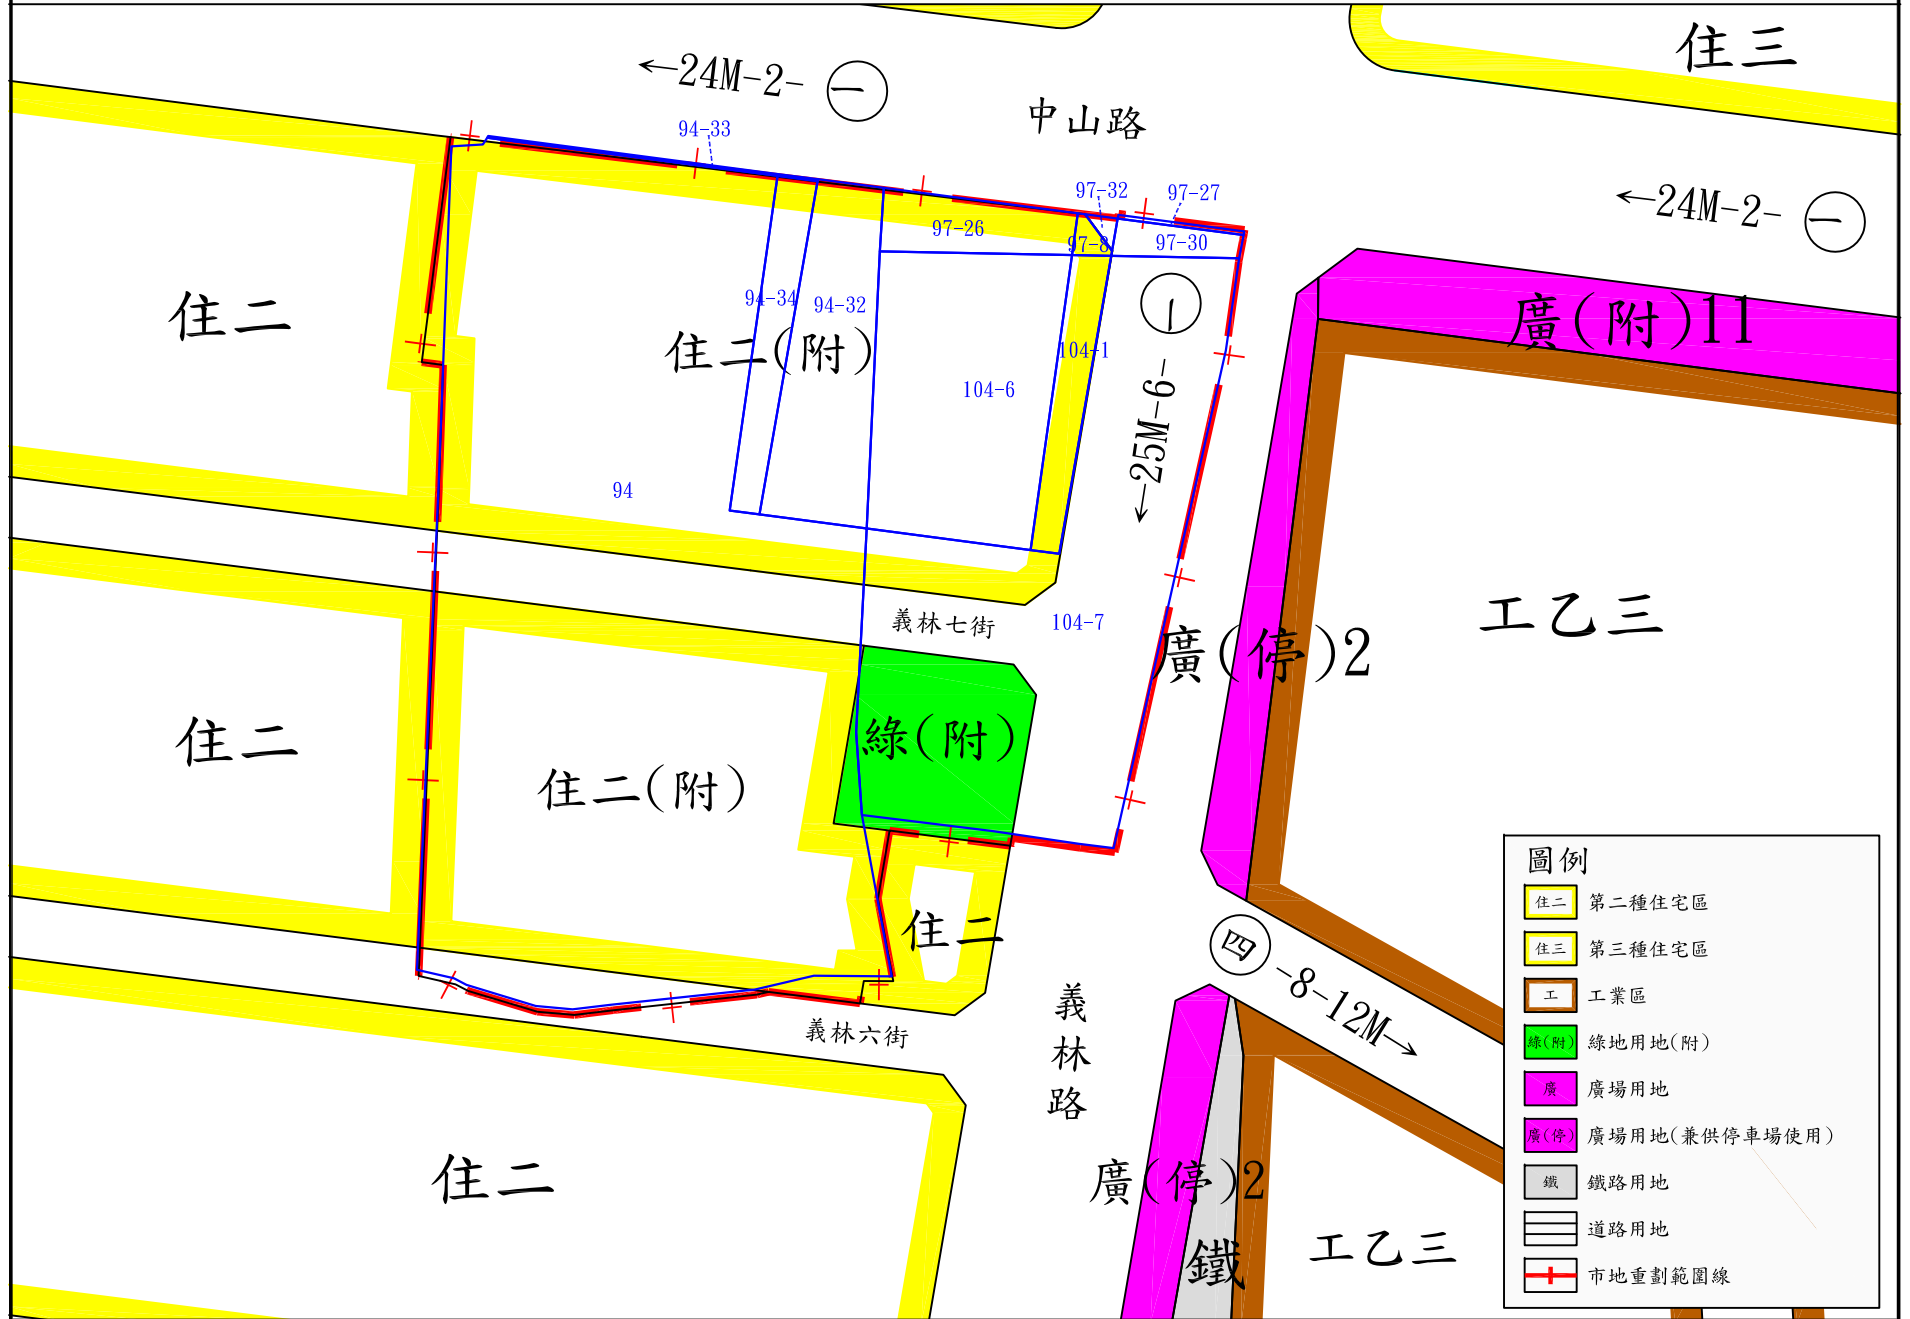 住三
←24M-2-㊀
中山路
94-33
97-32
97-27
←24M-2-㊀
97-26
97-8
97-30
住二
94-34
94-32
住二(附)
104-1
104-6
←25M-6-㊀
廣(附)11
94
義林七街
104-7
廣(停)2
工乙三
住二
綠(附)
住二(附)
住二
㊃-8-12M→
義林六街
義
林
路
住二
廣(停)2
鐵
工乙三
圖例
住二 第二種住宅區
住三 第三種住宅區
工 工業區
綠(附) 綠地用地(附)
廣 廣場用地
廣(停) 廣場用地(兼供停車場使用)
鐵 鐵路用地
道路用地
市地重劃範圍線